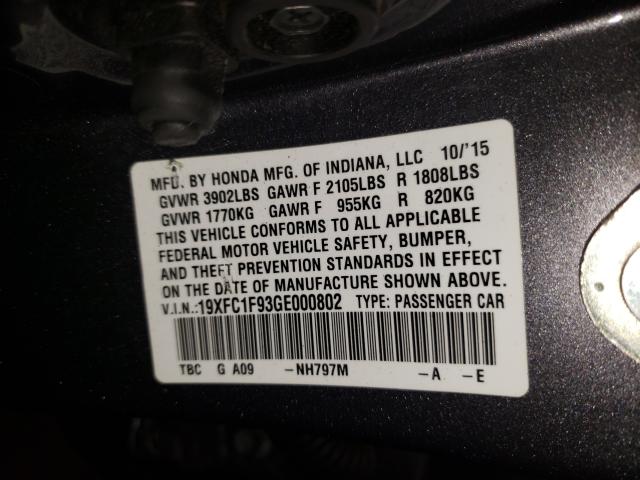 MFD. BY HONDA MFG. OF INDIANA, LLC 10/'15
GVWR 3902LBS GAWR F 2105LBS R 1808LBS
GVWR 1770KG GAWR F 955KG R 820KG
THIS VEHICLE CONFORMS TO ALL APPLICABLE
FEDERAL MOTOR VEHICLE SAFETY, BUMPER,
AND THEFT PREVENTION STANDARDS IN EFFECT
ON THE DATE OF MANUFACTURE SHOWN ABOVE.
V.I.N.:19XFC1F93GE000802 TYPE: PASSENGER CAR
TBC G A09 -NH797M -A -E